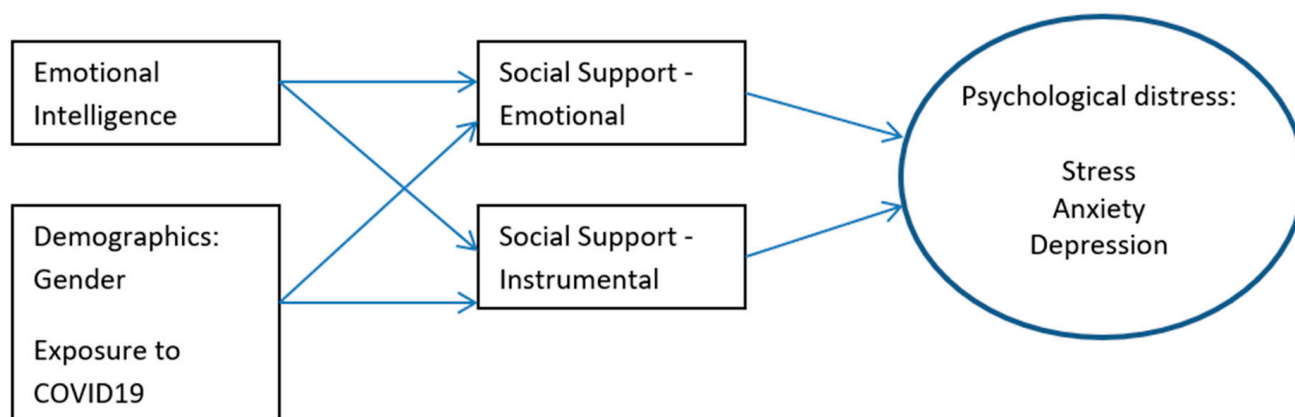 Emotional
Intelligence
Demographics:
Gender
Exposure to
COVID19
Social Support -
Emotional
Social Support -
Instrumental
Psychological distress:
Stress
Anxiety
Depression